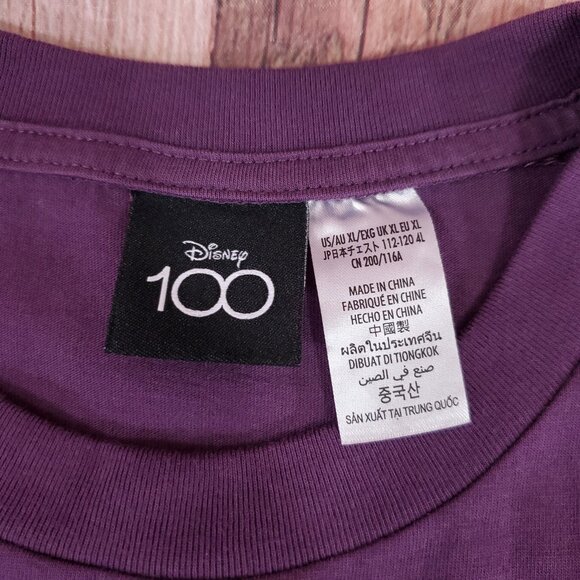 Disney
100
US/AU XL/EXG UK XL EU XL
JP日本チェスト 112-120 4L
CN 200/116A
MADE IN CHINA
FABRIQUÉ EN CHINE
HECHO EN CHINA
中國製
ผลิตในประเทศจีน
DIBUAT DI TIONGKOK
صنع في الصين
중국산
SẢN XUẤT TẠI TRUNG QUỐC